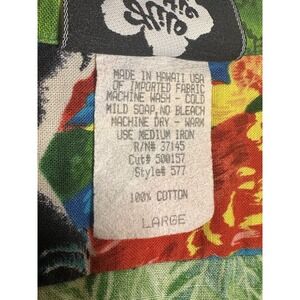 MADE IN HAWAII USA
OF IMPORTED FABRIC
MACHINE WASH - COLD
MILD SOAP, NO BLEACH
MACHINE DRY - WARM
USE MEDIUM IRON
R/N# 37145
Cut# 500157
Style# 577
100% COTTON
LARGE